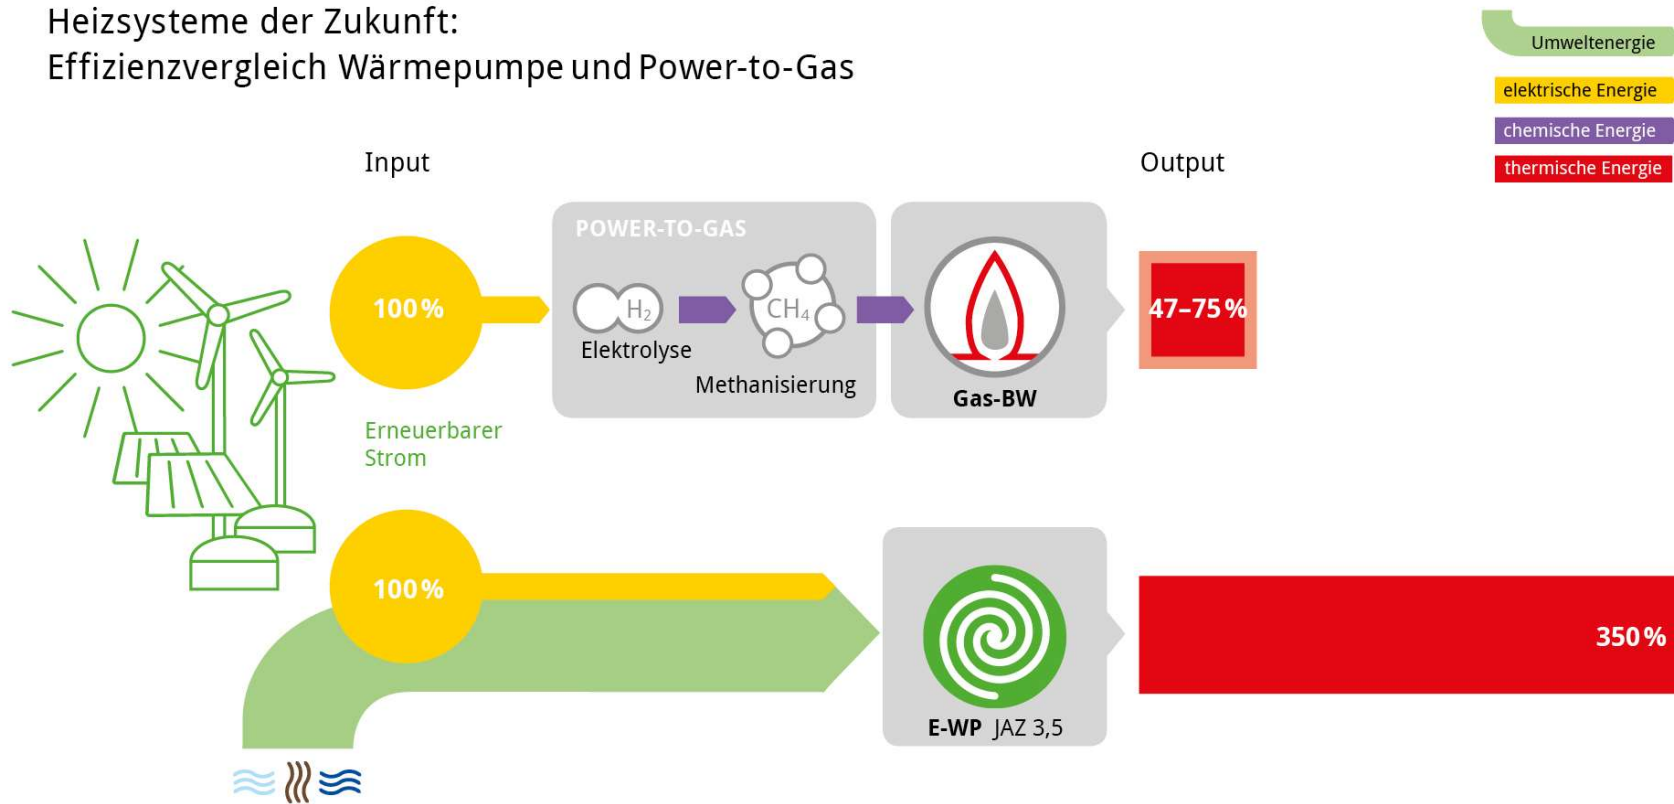 Heizsysteme der Zukunft:
Effizienzvergleich Wärmepumpe und Power-to-Gas
Umweltenergie
elektrische Energie
chemische Energie
thermische Energie
Input
Output
POWER-TO-GAS
100 %
H₂
CH₄
47–75 %
Elektrolyse
Methanisierung
Gas-BW
Erneuerbarer
Strom
100 %
350 %
E-WP JAZ 3,5